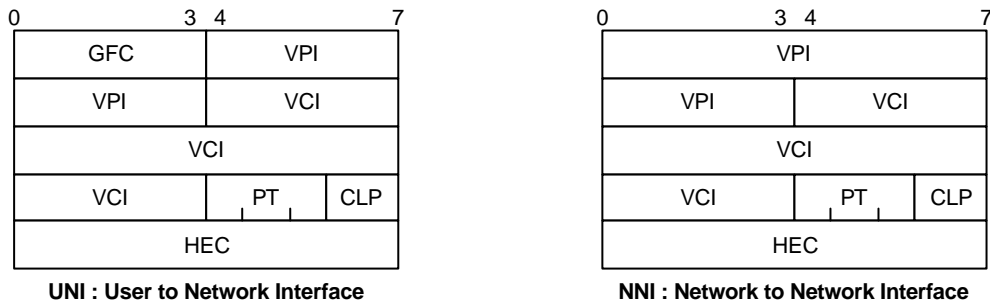 0 3 4 7
GFC VPI
VPI VCI
VCI
VCI PT CLP
HEC
UNI : User to Network Interface
0 3 4 7
VPI
VPI VCI
VCI
VCI PT CLP
HEC
NNI : Network to Network Interface